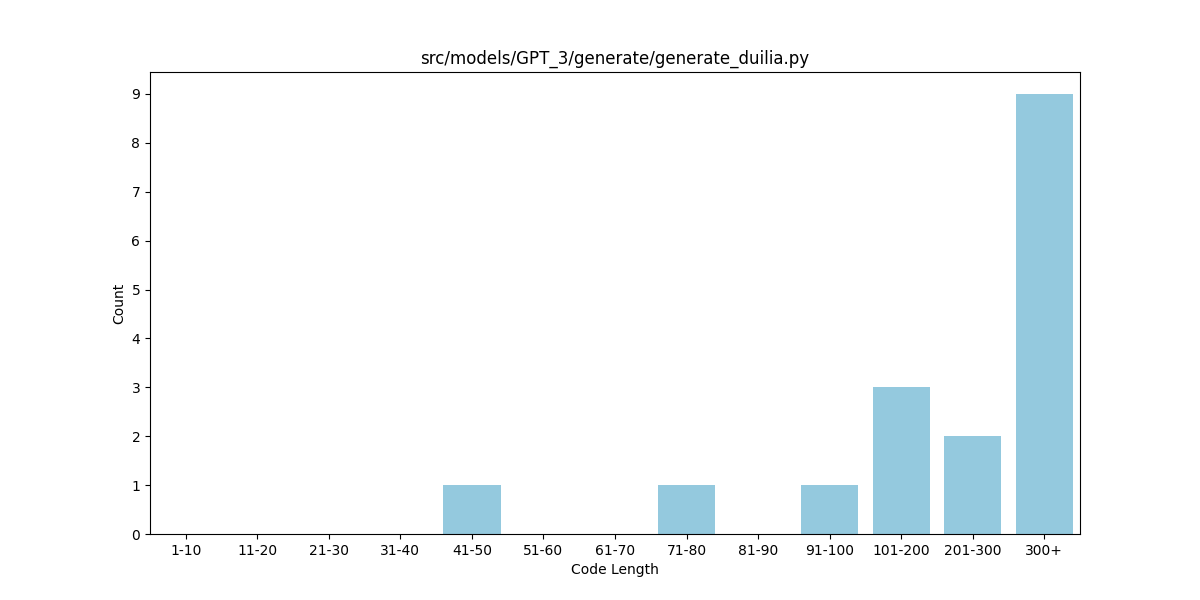 src/models/GPT_3/generate/generate_duilia.py
9
8
7
6
5
4
3
2
1
0
Count
1-10 11-20 21-30 31-40 41-50 51-60 61-70 71-80 81-90 91-100 101-200 201-300 300+
Code Length